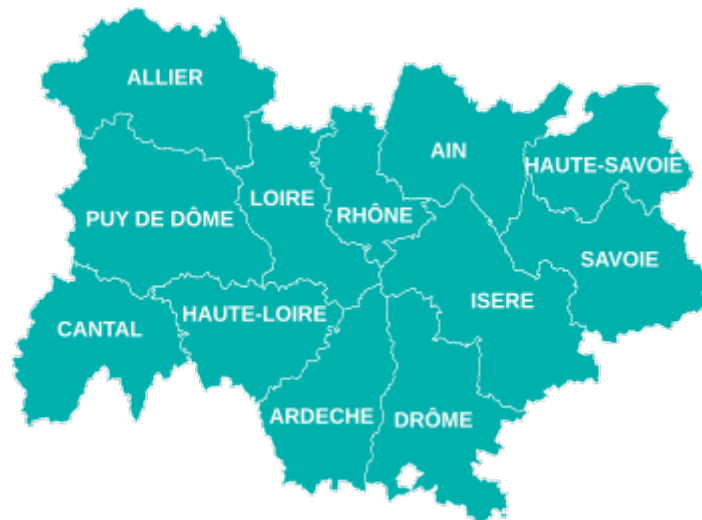 ALLIER
AIN
HAUTE-SAVOIE
LOIRE
RHÔNE
PUY DE DÔME
SAVOIE
ISERE
HAUTE-LOIRE
CANTAL
ARDECHE
DRÔME